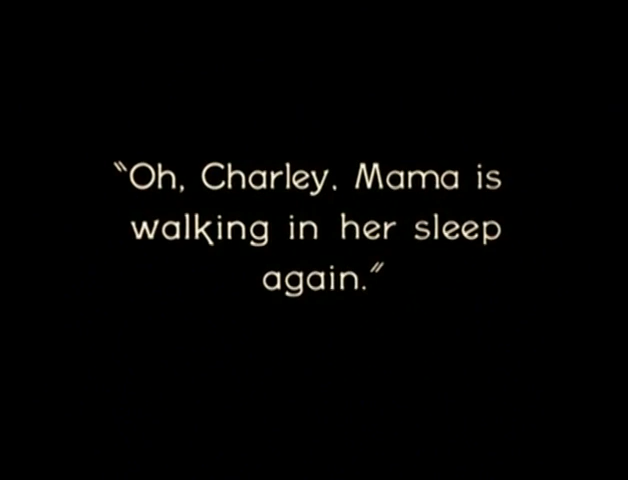 "Oh, Charley. Mama is
walking in her sleep
again."